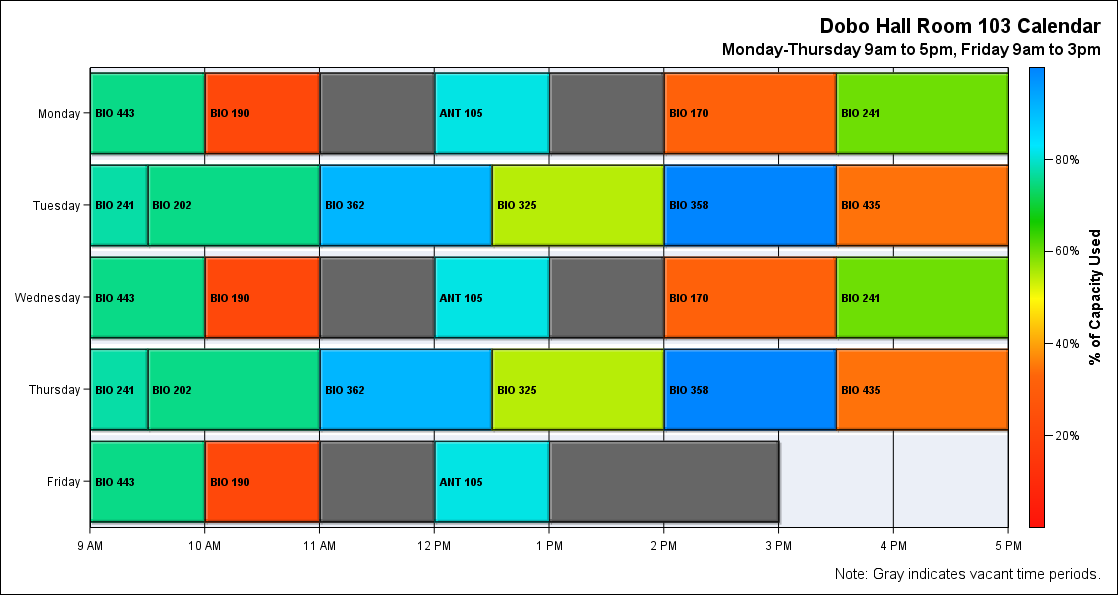 Dobo Hall Room 103 Calendar
Monday-Thursday 9am to 5pm, Friday 9am to 3pm
Monday BIO 443 BIO 190 ANT 105 BIO 170 BIO 241
Tuesday BIO 241 BIO 202 BIO 362 BIO 325 BIO 358 BIO 435
Wednesday BIO 443 BIO 190 ANT 105 BIO 170 BIO 241
Thursday BIO 241 BIO 202 BIO 362 BIO 325 BIO 358 BIO 435
Friday BIO 443 BIO 190 ANT 105
9 AM 10 AM 11 AM 12 PM 1 PM 2 PM 3 PM 4 PM 5 PM
80%
60%
40%
20%
% of Capacity Used
Note: Gray indicates vacant time periods.